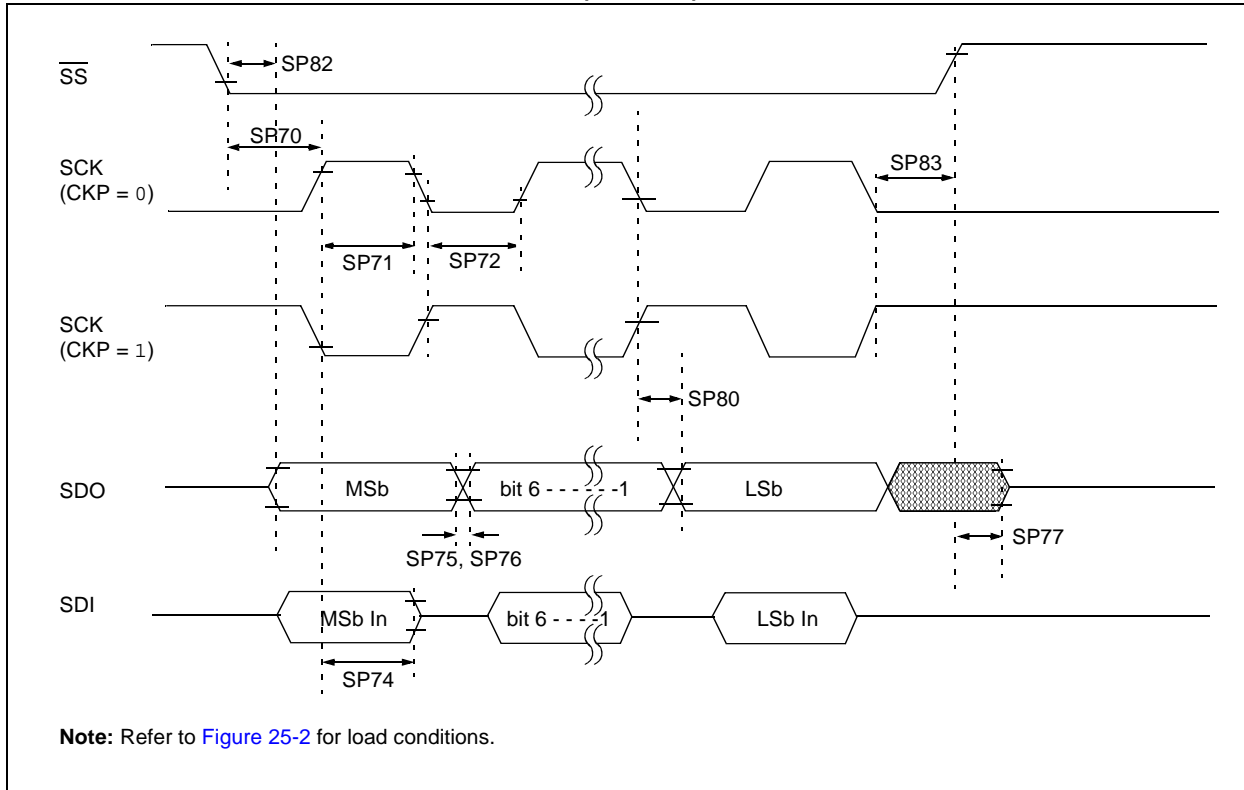 SS
SP82
SP70
SCK
(CKP = 0)
SP83
SP71
SP72
SCK
(CKP = 1)
SP80
SDO
MSb
bit 6 - - - - - -1
LSb
SP77
SP75, SP76
SDI
MSb In
bit 6 - - - -1
LSb In
SP74
Note: Refer to Figure 25-2 for load conditions.